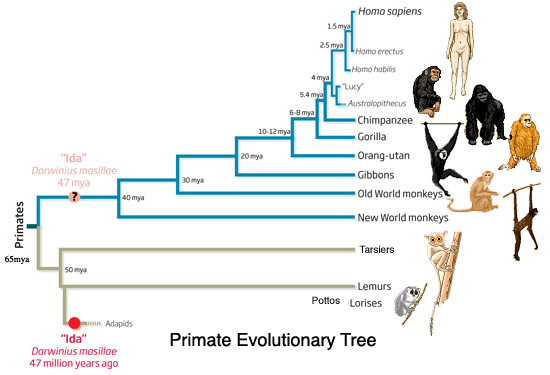 Homo sapiens
1.5 mya
2.5 mya
Homo erectus
Homo habilis
4 mya
"Lucy"
5.4 mya
Australopithecus
6-8 mya
Chimpanzee
10-12 mya
Gorilla
20 mya
Orang-utan
Gibbons
"Ida"
Darwinius masillae
47 mya
30 mya
?
40 mya
Old World monkeys
New World monkeys
Primates
65mya
Tarsiers
50 mya
Lemurs
Pottos
Lorises
Adapids
"Ida"
Darwinius masillae
47 million years ago
Primate Evolutionary Tree